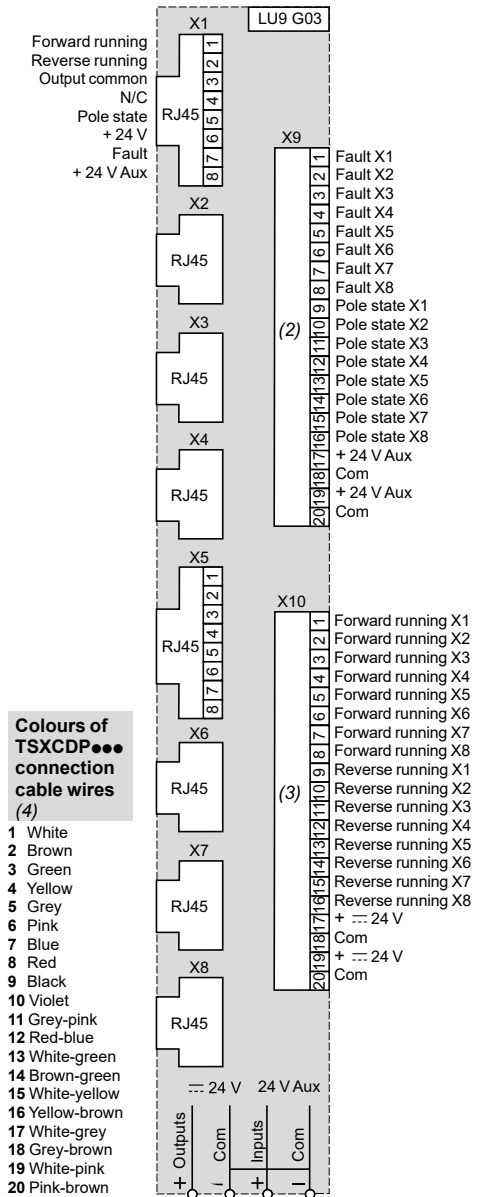 LU9 G03
X1
Forward running
Reverse running
Output common
N/C
Pole state
+ 24 V
Fault
+ 24 V Aux
RJ45
1
2
3
4
5
6
7
8
X2
RJ45
X3
RJ45
X4
RJ45
X5
RJ45
1
2
3
4
5
6
7
8
X6
RJ45
X7
RJ45
X8
RJ45
X9
(2)
1 Fault X1
2 Fault X2
3 Fault X3
4 Fault X4
5 Fault X5
6 Fault X6
7 Fault X7
8 Fault X8
9 Pole state X1
10 Pole state X2
11 Pole state X3
12 Pole state X4
13 Pole state X5
14 Pole state X6
15 Pole state X7
16 Pole state X8
17 + 24 V Aux
18 Com
19 + 24 V Aux
20 Com
X10
(3)
1 Forward running X1
2 Forward running X2
3 Forward running X3
4 Forward running X4
5 Forward running X5
6 Forward running X6
7 Forward running X7
8 Forward running X8
9 Reverse running X1
10 Reverse running X2
11 Reverse running X3
12 Reverse running X4
13 Reverse running X5
14 Reverse running X6
15 Reverse running X7
16 Reverse running X8
17 + ⎓ 24 V
18 Com
19 + ⎓ 24 V
20 Com
Colours of
TSXCDP●●●
connection
cable wires
(4)
1 White
2 Brown
3 Green
4 Yellow
5 Grey
6 Pink
7 Blue
8 Red
9 Black
10 Violet
11 Grey-pink
12 Red-blue
13 White-green
14 Brown-green
15 White-yellow
16 Yellow-brown
17 White-grey
18 Grey-brown
19 White-pink
20 Pink-brown
⎓ 24 V 24 V Aux
+ Outputs
– Com
+ Inputs
– Com